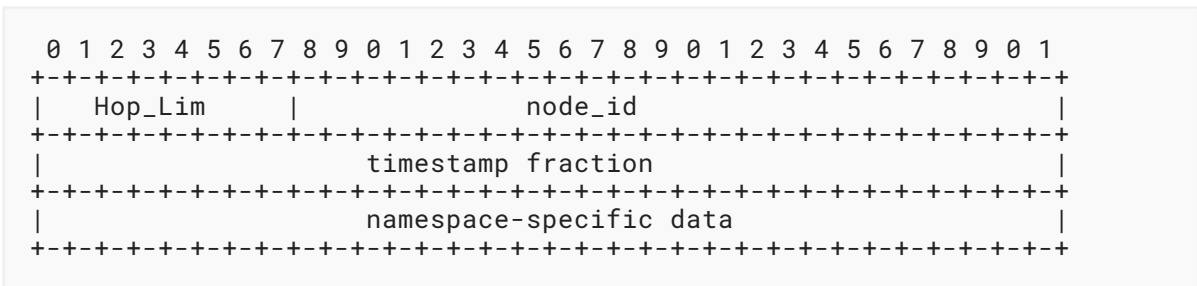 0 1 2 3 4 5 6 7 8 9 0 1 2 3 4 5 6 7 8 9 0 1 2 3 4 5 6 7 8 9 0 1
+-+-+-+-+-+-+-+-+-+-+-+-+-+-+-+-+-+-+-+-+-+-+-+-+-+-+-+-+-+-+-+-+
|   Hop_Lim     |              node_id                          |
+-+-+-+-+-+-+-+-+-+-+-+-+-+-+-+-+-+-+-+-+-+-+-+-+-+-+-+-+-+-+-+-+
|                    timestamp fraction                         |
+-+-+-+-+-+-+-+-+-+-+-+-+-+-+-+-+-+-+-+-+-+-+-+-+-+-+-+-+-+-+-+-+
|                    namespace-specific data                    |
+-+-+-+-+-+-+-+-+-+-+-+-+-+-+-+-+-+-+-+-+-+-+-+-+-+-+-+-+-+-+-+-+